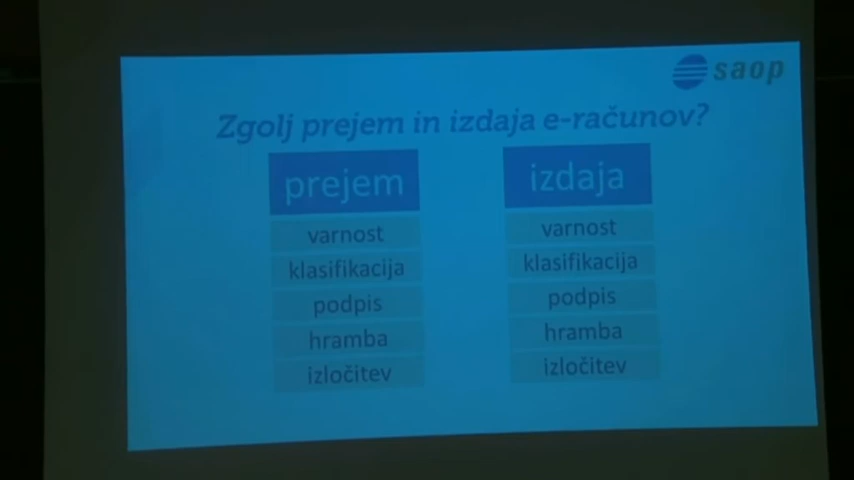 saop
Zgolj prejem in izdaja e-računov?
prejem
varnost
klasifikacija
podpis
hramba
izločitev
izdaja
varnost
klasifikacija
podpis
hramba
izločitev